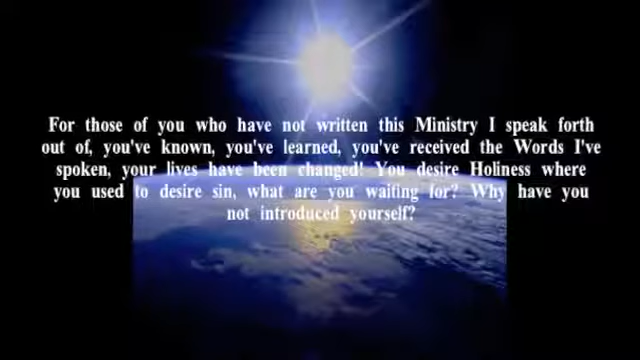 For those of you who have not written this Ministry I speak forth
out of, you've known, you've learned, you've received the Words I've
spoken, your lives have been changed! You desire Holiness where
you used to desire sin, what are you waiting for? Why have you
not introduced yourself?